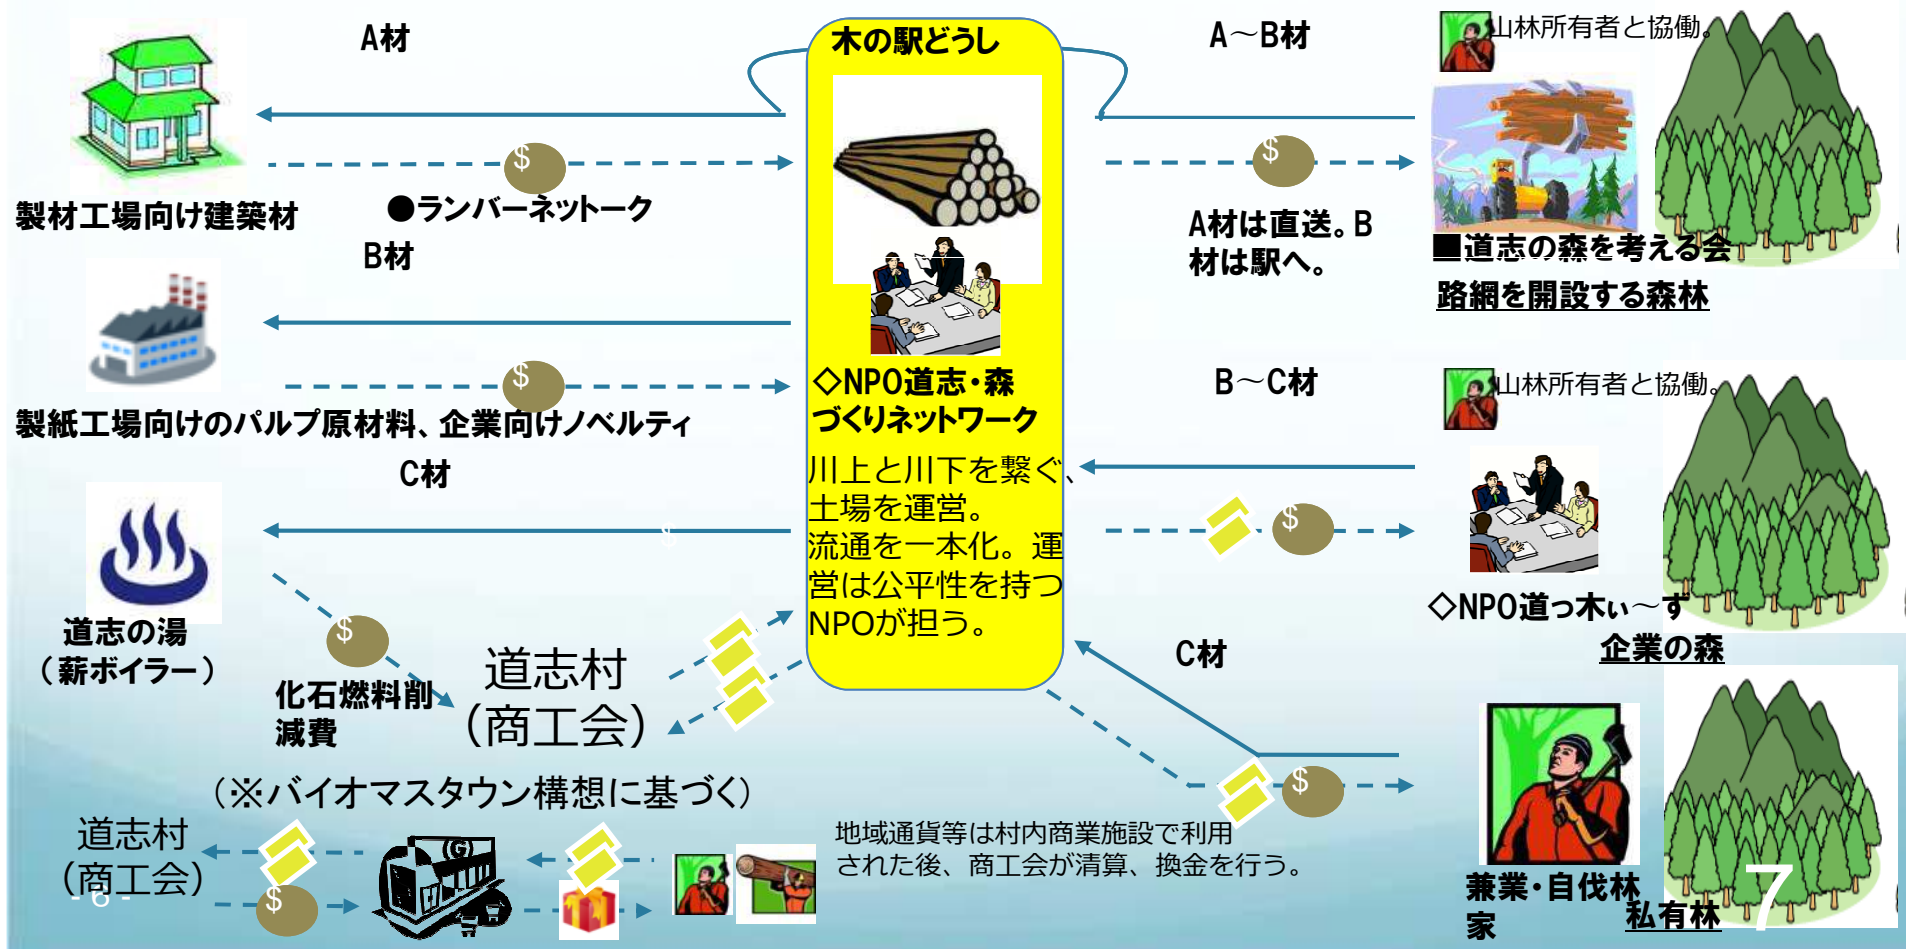 A材
木の駅どうし
A～B材
山林所有者と協働。
$
$
製材工場向け建築材
●ランバーネットーク
A材は直送。B
材は駅へ。
■道志の森を考える会
路網を開設する森林
B材
$
製紙工場向けのパルプ原材料、企業向けノベルティ
◇NPO道志・森
づくりネットワーク
川上と川下を繋ぐ、
土場を運営。
流通を一本化。運
営は公平性を持つ
NPOが担う。
B～C材
山林所有者と協働。
C材
$
$
◇NPO道っ木ぃ～ず
企業の森
道志の湯
（薪ボイラー）
$
化石燃料削
減費
道志村
（商工会）
C材
$
（※バイオマスタウン構想に基づく）
道志村
（商工会）
- 6 -
$
(G)
地域通貨等は村内商業施設で利用
された後、商工会が清算、換金を行う。
兼業・自伐林
家
私有林
7